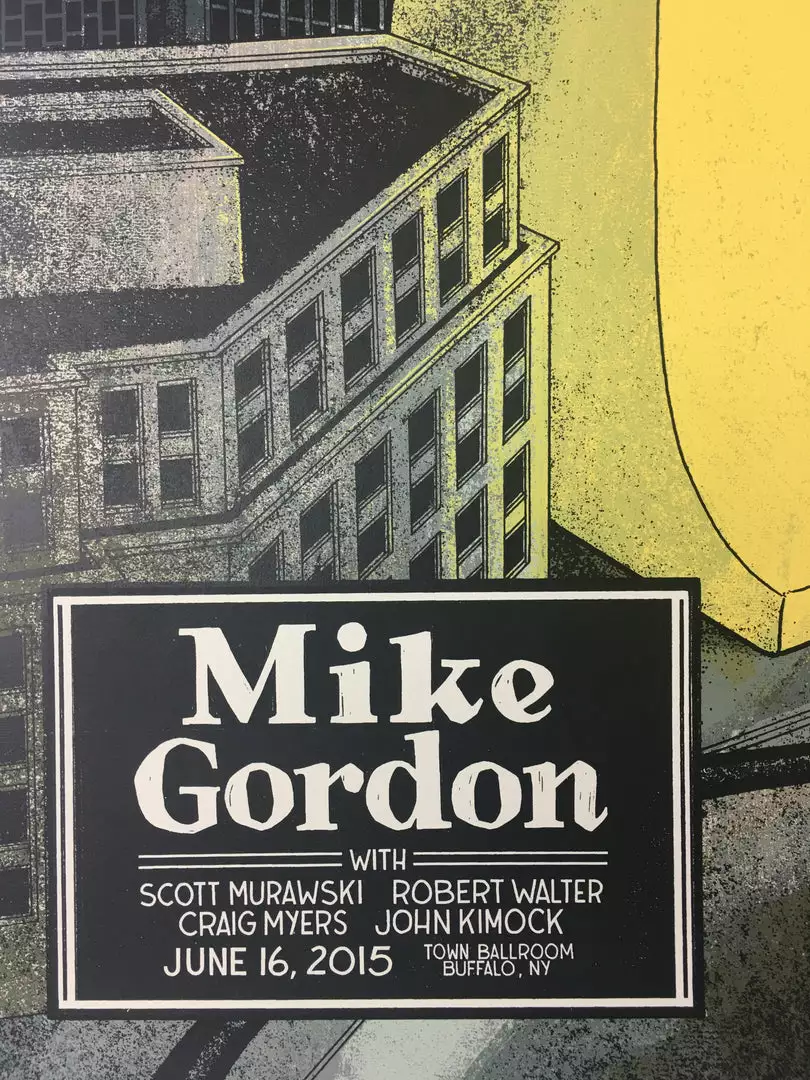 Mike
Gordon
WITH
SCOTT MURAWSKI ROBERT WALTER
CRAIG MYERS JOHN KIMOCK
JUNE 16, 2015 TOWN BALLROOM
BUFFALO, NY